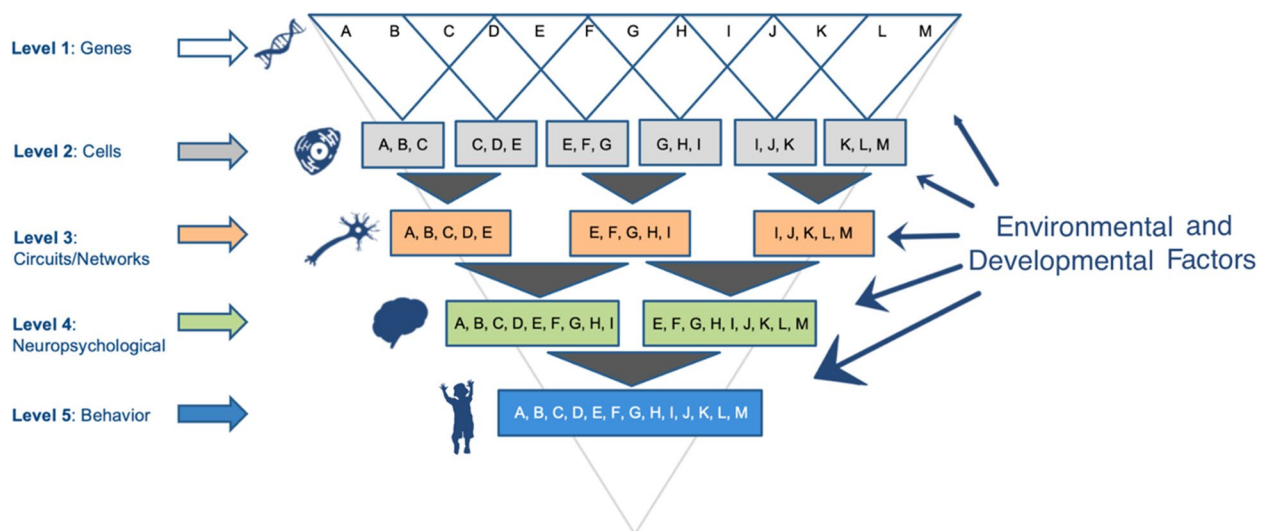 A B C D E F G H I J K L M
Level 1: Genes
Level 2: Cells
A, B, C
C, D, E
E, F, G
G, H, I
I, J, K
K, L, M
Level 3:
Circuits/Networks
A, B, C, D, E
E, F, G, H, I
I, J, K, L, M
Environmental and
Developmental Factors
Level 4:
Neuropsychological
A, B, C, D, E, F, G, H, I
E, F, G, H, I, J, K, L, M
Level 5: Behavior
A, B, C, D, E, F, G, H, I, J, K, L, M